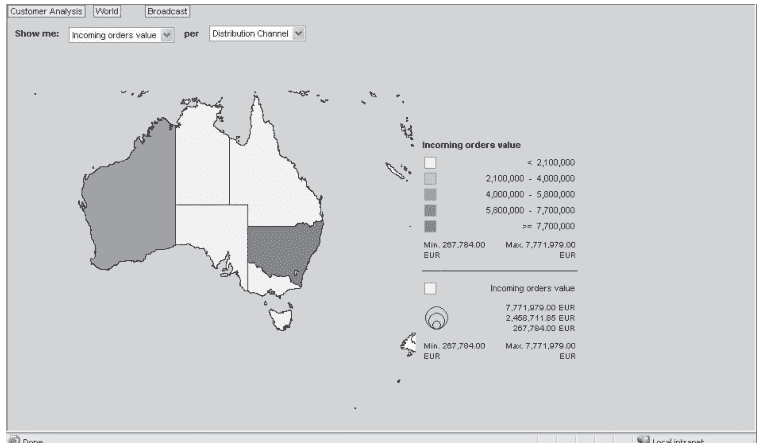 Customer Analysis World Broadcast
Show me: Incoming orders value per Distribution Channel
Incoming orders value
< 2,100,000
2,100,000 - 4,000,000
4,000,000 - 5,800,000
5,800,000 - 7,700,000
>= 7,700,000
Min. 267,784.00 EUR
Max. 7,771,979.00 EUR
Incoming orders value
7,771,979.00 EUR
2,458,711.85 EUR
267,784.00 EUR
Min. 267,784.00 EUR
Max. 7,771,979.00 EUR
Done
Local intranet